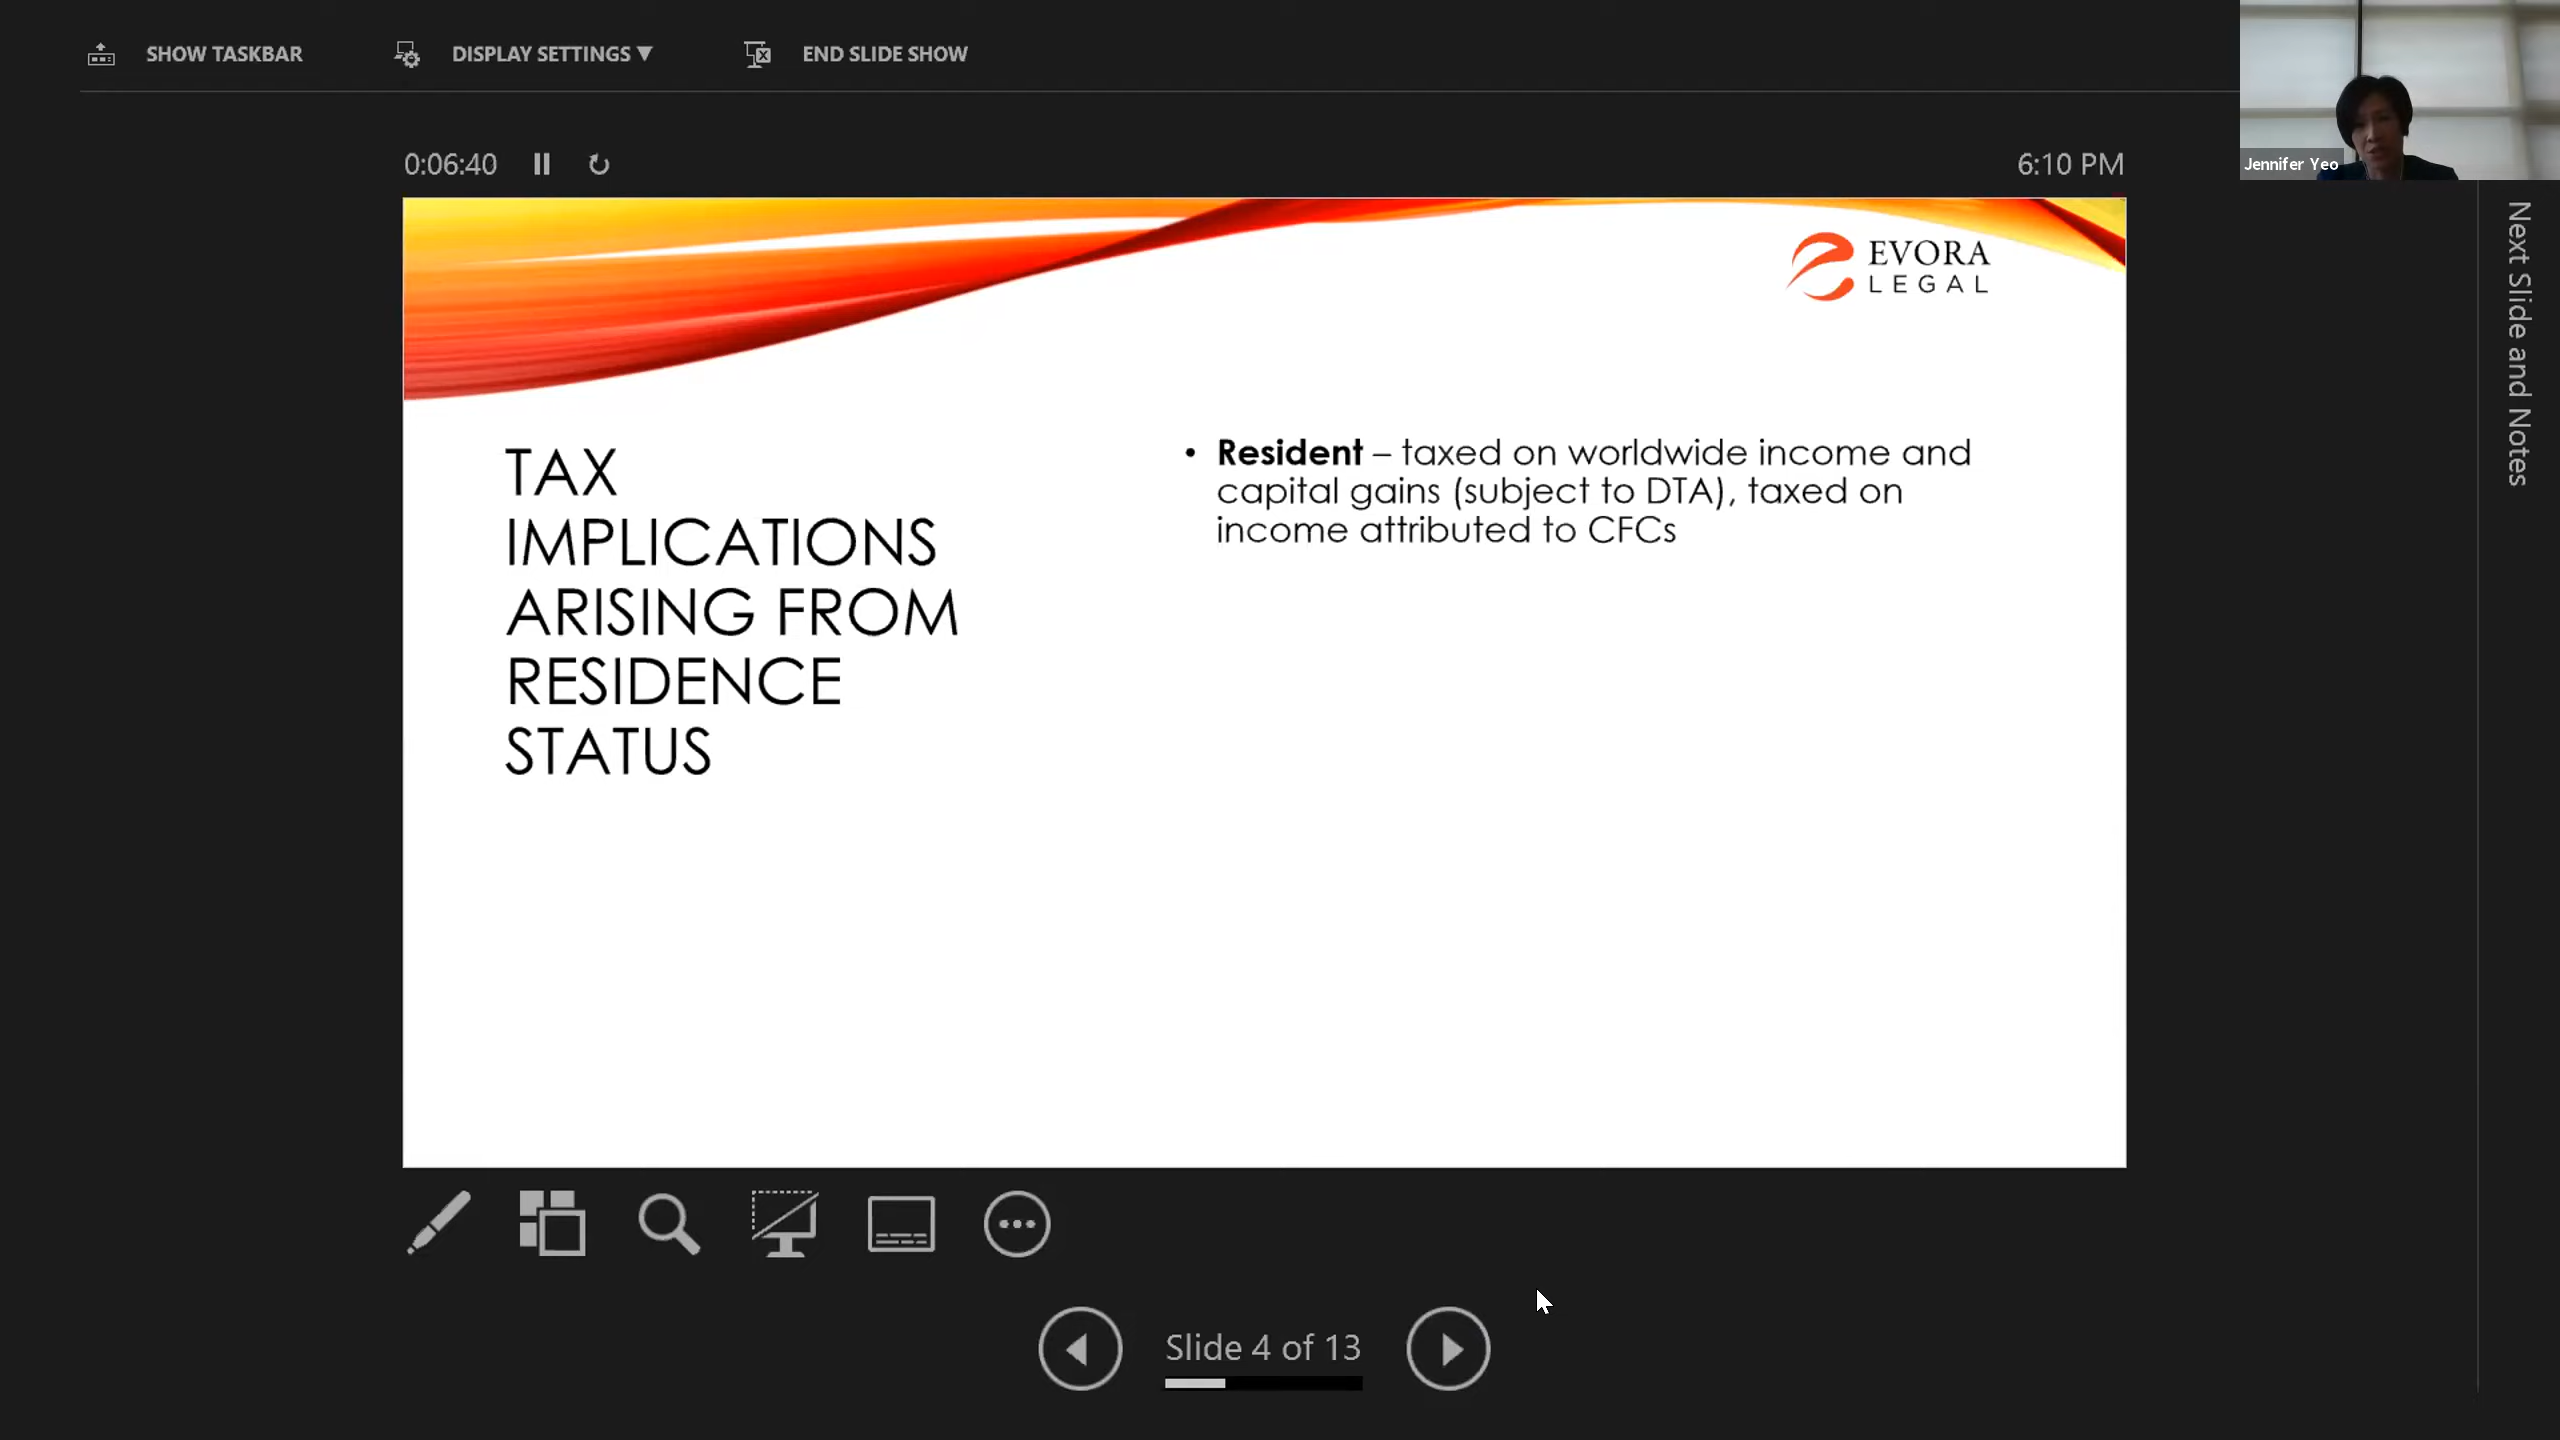 SHOW TASKBAR
DISPLAY SETTINGS ▼
END SLIDE SHOW
Jennifer Yeo
0:06:40
6:10 PM
EVORA
LEGAL
TAX
IMPLICATIONS
ARISING FROM
RESIDENCE
STATUS
• Resident – taxed on worldwide income and
capital gains (subject to DTA), taxed on
income attributed to CFCs
Next Slide and Notes
Slide 4 of 13